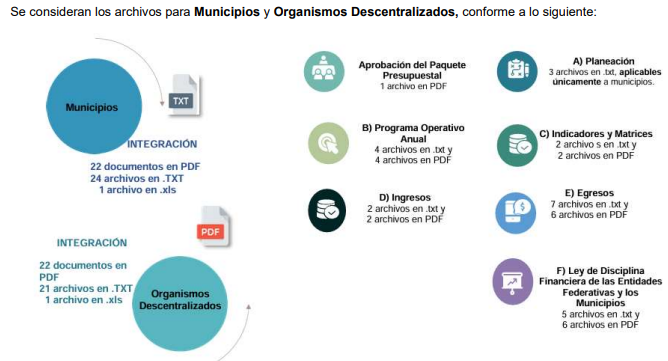 Se consideran los archivos para Municipios y Organismos Descentralizados, conforme a lo siguiente:
Municipios
TXT
INTEGRACIÓN
22 documentos en PDF
24 archivos en .TXT
1 archivo en .xls
PDF
INTEGRACIÓN
22 documentos en
PDF
21 archivos en .TXT
1 archivo en .xls
Organismos
Descentralizados
Aprobación del Paquete
Presupuestal
1 archivo en PDF
A) Planeación
3 archivos en .txt, aplicables
únicamente a municipios.
B) Programa Operativo
Anual
4 archivos en .txt y
4 archivos en PDF
C) Indicadores y Matrices
2 archivo s en .txt y
2 archivos en PDF
D) Ingresos
2 archivos en .txt y
2 archivos en PDF
E) Egresos
7 archivos en .txt y
6 archivos en PDF
F) Ley de Disciplina
Financiera de las Entidades
Federativas y los
Municipios
5 archivos en .txt y
6 archivos en PDF